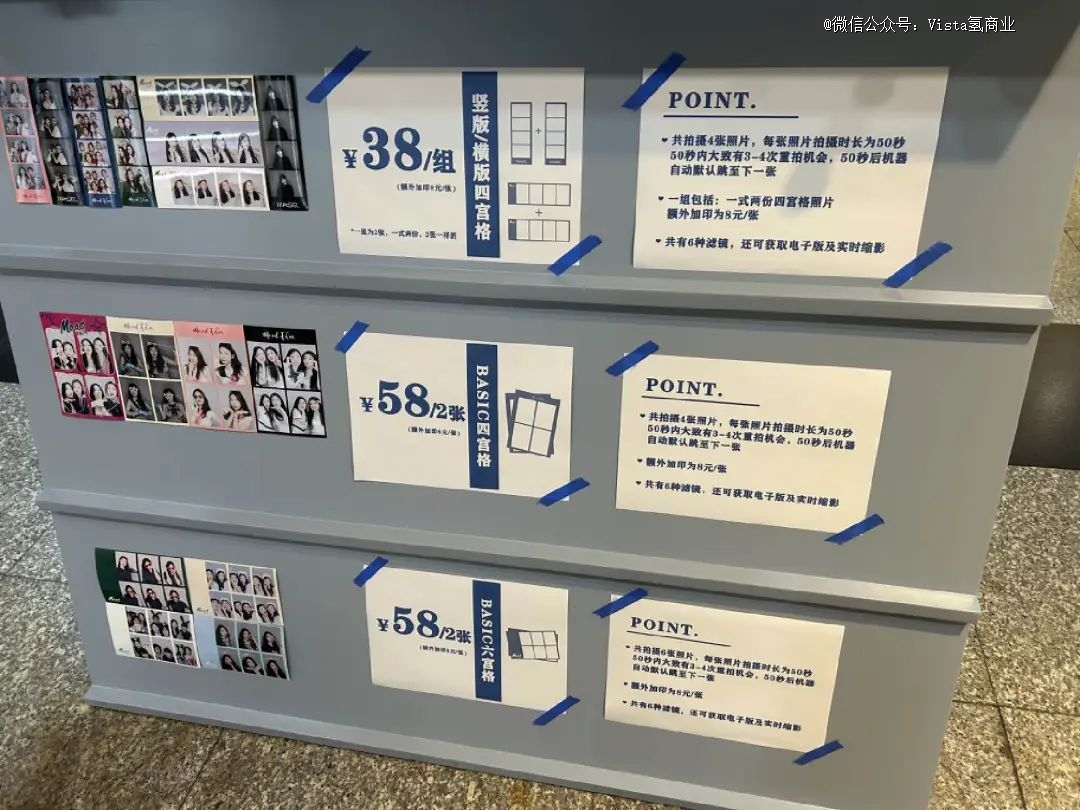 @微信公众号：Vista氢商业
¥38/组
（额外加印8元/张）
*一组为2张，一式两份，2张一样的
竖版/横版四宫格
POINT.
共拍摄4张照片，每张照片拍摄时长为50秒
50秒内大致有3-4次重拍机会，50秒后机器
自动默认跳至下一张
一组包括：一式两份四宫格照片
额外加印为8元/张
共有6种滤镜，还可获取电子版及实时缩影
¥58/2张
（额外加印8元/张）
BASIC四宫格
POINT.
共拍摄4张照片，每张照片拍摄时长为50秒
50秒内大致有3-4次重拍机会，50秒后机器
自动默认跳至下一张
额外加印为8元/张
共有6种滤镜，还可获取电子版及实时缩影
¥58/2张
（额外加印8元/张）
BASIC六宫格
POINT.
共拍摄6张照片，每张照片拍摄时长为50秒
50秒内大致有3-4次重拍机会，50秒后机器
自动默认跳至下一张
额外加印为8元/张
共有6种滤镜，还可获取电子版及实时缩影